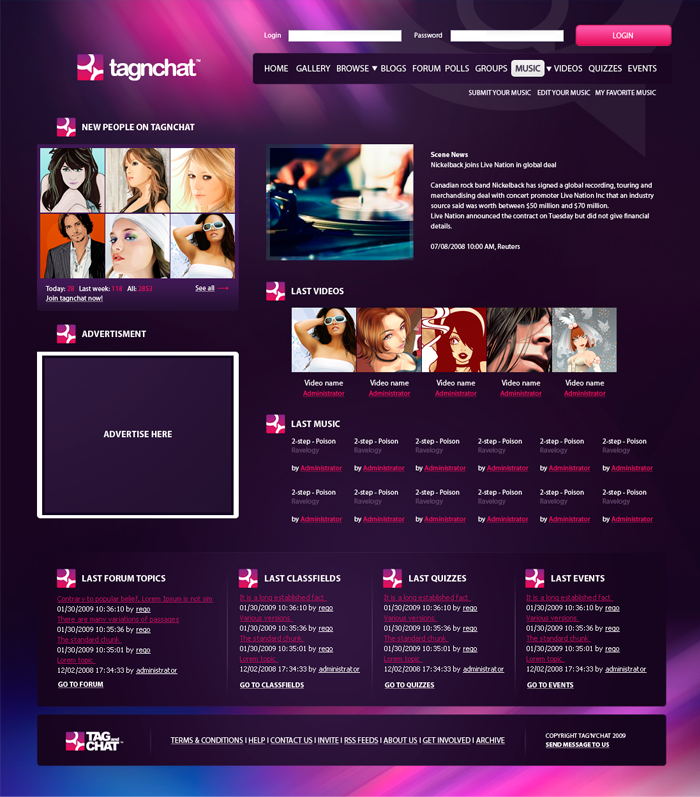 Login Password LOGIN
tagnchat™
HOME GALLERY BROWSE BLOGS FORUM POLLS GROUPS MUSIC VIDEOS QUIZZES EVENTS
SUBMIT YOUR MUSIC EDIT YOUR MUSIC MY FAVORITE MUSIC
NEW PEOPLE ON TAGNCHAT
Today: 28 Last week: 118 All: 3853 See all
Join tagnchat now!
Scene News
Nickelback joins Live Nation in global deal
Canadian rock band Nickelback has signed a global recording, touring and
merchandising deal with concert promoter Live Nation Inc that an industry
source said was worth between $50 million and $70 million.
Live Nation announced the contract on Tuesday but did not give financial
details.
07/08/2008 10:00 AM, Reuters
LAST VIDEOS
Video name Video name Video name Video name Video name
Administrator Administrator Administrator Administrator Administrator
ADVERTISMENT
ADVERTISE HERE
LAST MUSIC
2-step - Poison 2-step - Poison 2-step - Poison 2-step - Poison 2-step - Poison 2-step - Poison
Ravelogy Ravelogy Ravelogy Ravelogy Ravelogy Ravelogy
by Administrator by Administrator by Administrator by Administrator by Administrator by Administrator
2-step - Poison 2-step - Poison 2-step - Poison 2-step - Poison 2-step - Poison 2-step - Poison
Ravelogy Ravelogy Ravelogy Ravelogy Ravelogy Ravelogy
by Administrator by Administrator by Administrator by Administrator by Administrator by Administrator
LAST FORUM TOPICS
Contrary to popular belief, Lorem Ipsum is not sin
01/30/2009 10:36:10 by rego
There are many variations of passages
01/30/2009 10:35:36 by rego
The standard chunk
01/30/2009 10:35:01 by rego
Lorem topic
12/02/2008 17:34:33 by administrator
GO TO FORUM
LAST CLASSFIELDS
It is a long established fact
01/30/2009 10:36:10 by rego
Various versions
01/30/2009 10:35:36 by rego
The standard chunk
01/30/2009 10:35:01 by rego
Lorem topic
12/02/2008 17:34:33 by administrator
GO TO CLASSFIELDS
LAST QUIZZES
It is a long established fact
01/30/2009 10:36:10 by rego
Various versions
01/30/2009 10:35:36 by rego
The standard chunk
01/30/2009 10:35:01 by rego
Lorem topic
12/02/2008 17:34:33 by administrator
GO TO QUIZZES
LAST EVENTS
It is a long established fact
01/30/2009 10:36:10 by rego
Various versions
01/30/2009 10:35:36 by rego
The standard chunk
01/30/2009 10:35:01 by rego
Lorem topic
12/02/2008 17:34:33 by administrator
GO TO EVENTS
TAG and
CHAT™
TERMS & CONDITIONS | HELP | CONTACT US | INVITE | RSS FEEDS | ABOUT US | GET INVOLVED | ARCHIVE
COPYRIGHT TAG'N'CHAT 2009
SEND MESSAGE TO US